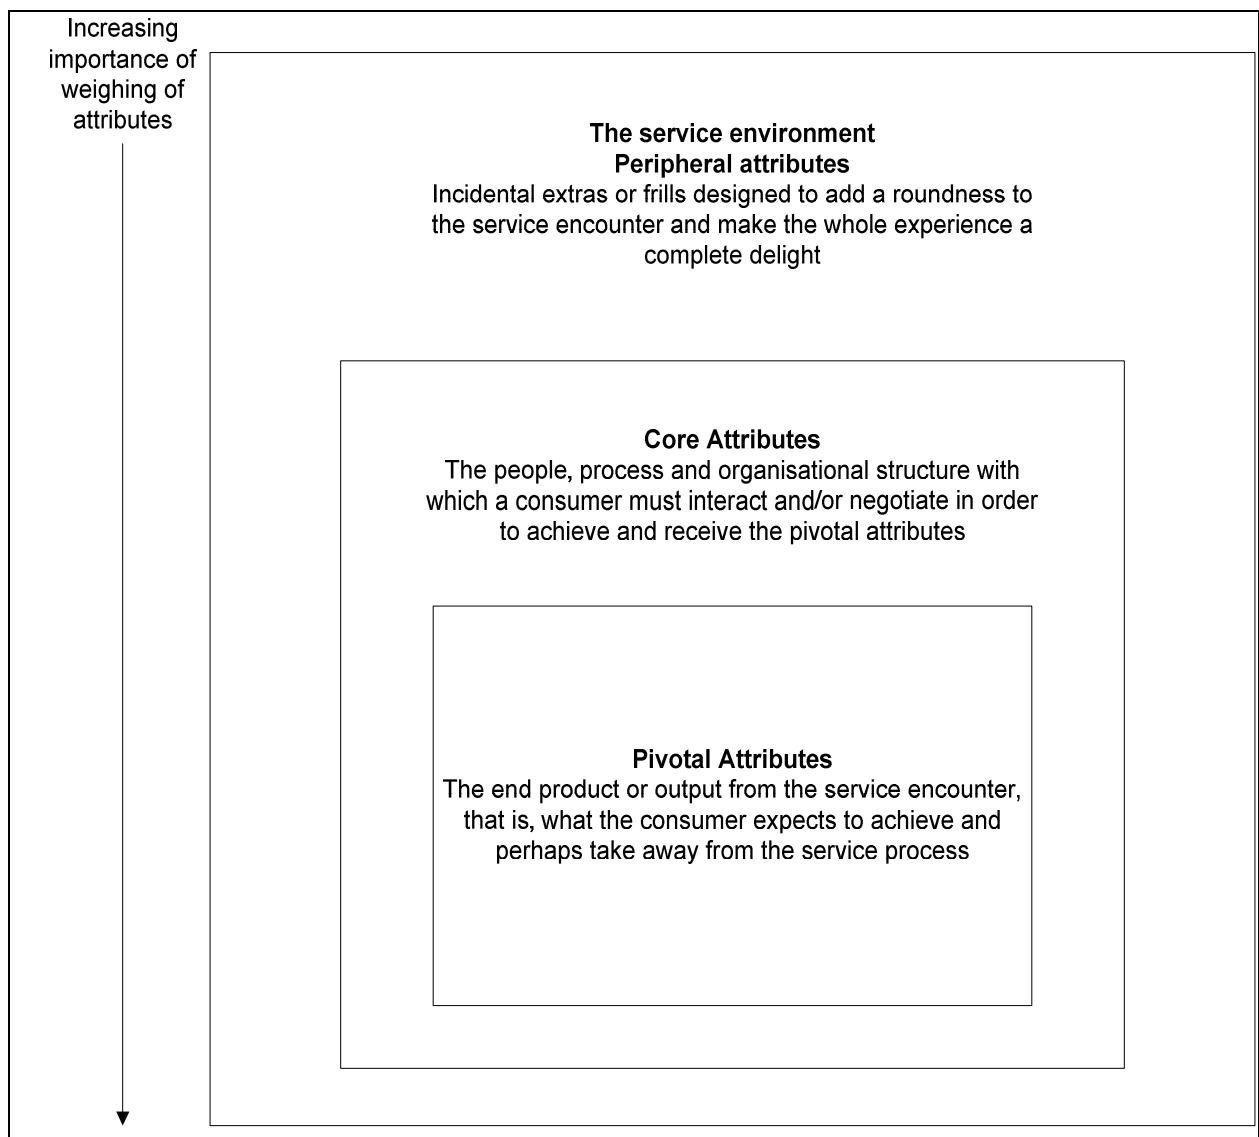 Increasing
importance of
weighing of
attributes
The service environment
Peripheral attributes
Incidental extras or frills designed to add a roundness to
the service encounter and make the whole experience a
complete delight
Core Attributes
The people, process and organisational structure with
which a consumer must interact and/or negotiate in order
to achieve and receive the pivotal attributes
Pivotal Attributes
The end product or output from the service encounter,
that is, what the consumer expects to achieve and
perhaps take away from the service process